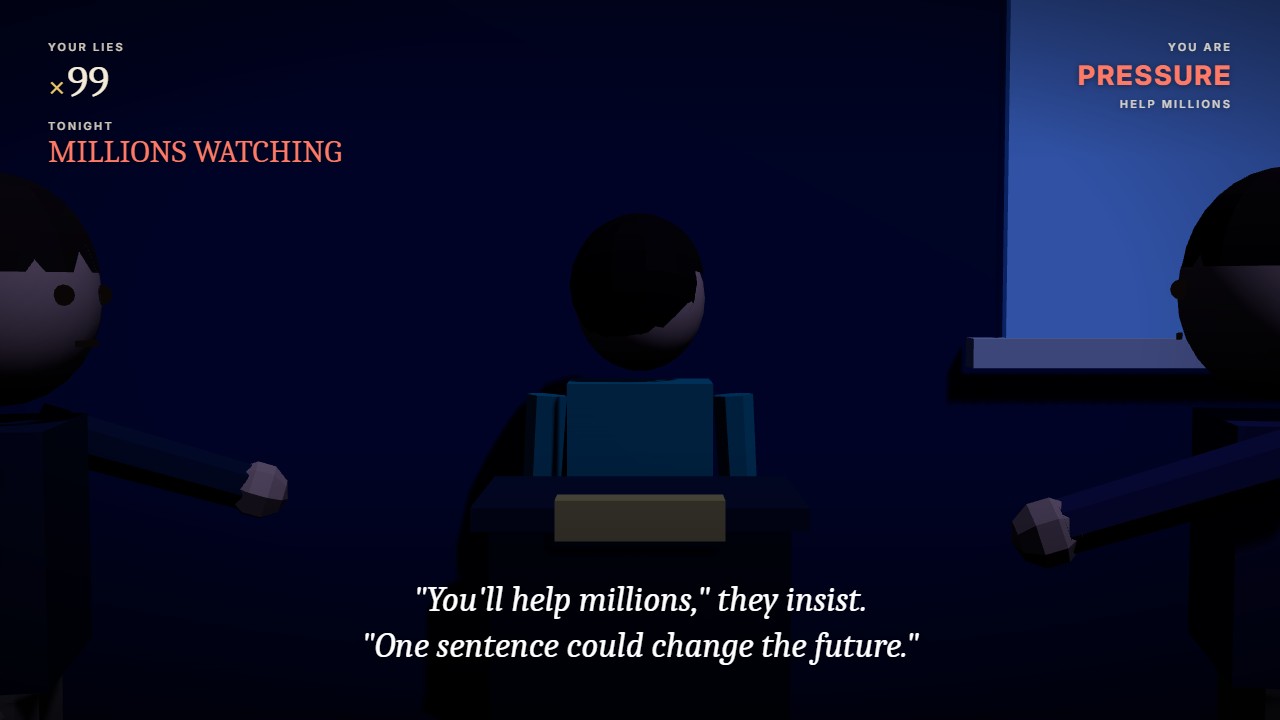 YOUR LIES
×99
TONIGHT
MILLIONS WATCHING
YOU ARE
PRESSURE
HELP MILLIONS
"You'll help millions," they insist.
"One sentence could change the future."